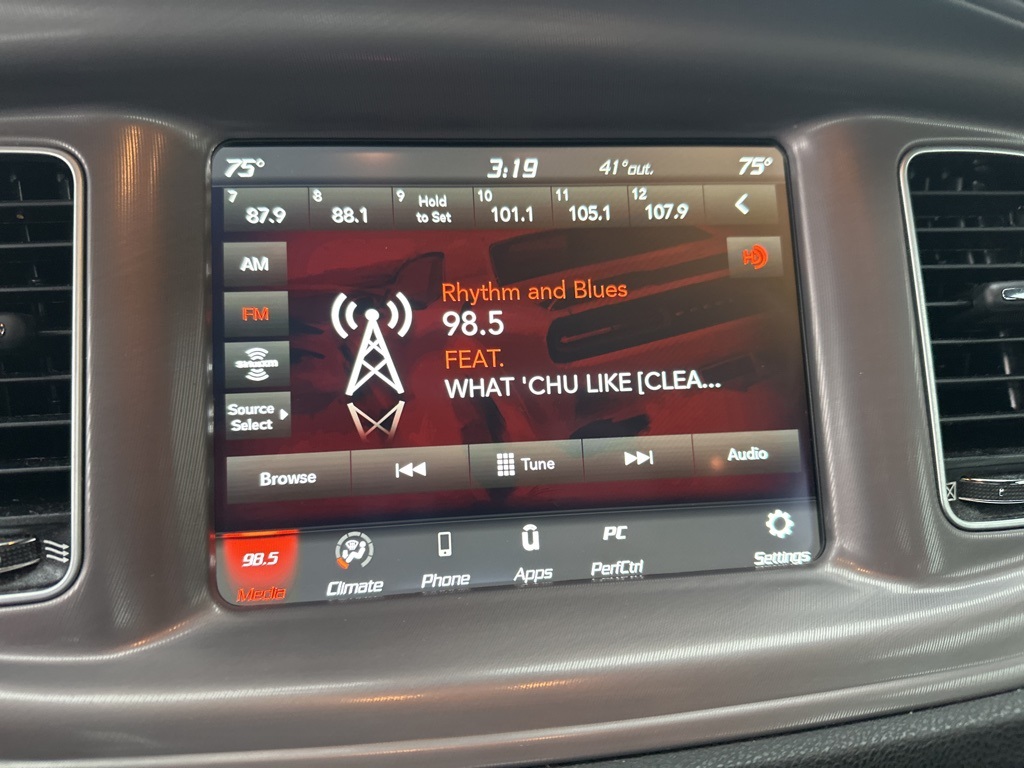 75° 3:19 41°out. 75°
7 87.9 8 88.1 9 Hold to Set 10 101.1 11 105.1 12 107.9
AM
HD
FM
Rhythm and Blues
98.5
siriusxm
FEAT.
WHAT 'CHU LIKE [CLEA...
Source
Select
Browse Tune Audio
98.5 PC
Media Climate Phone Apps PerfCtrl Settings